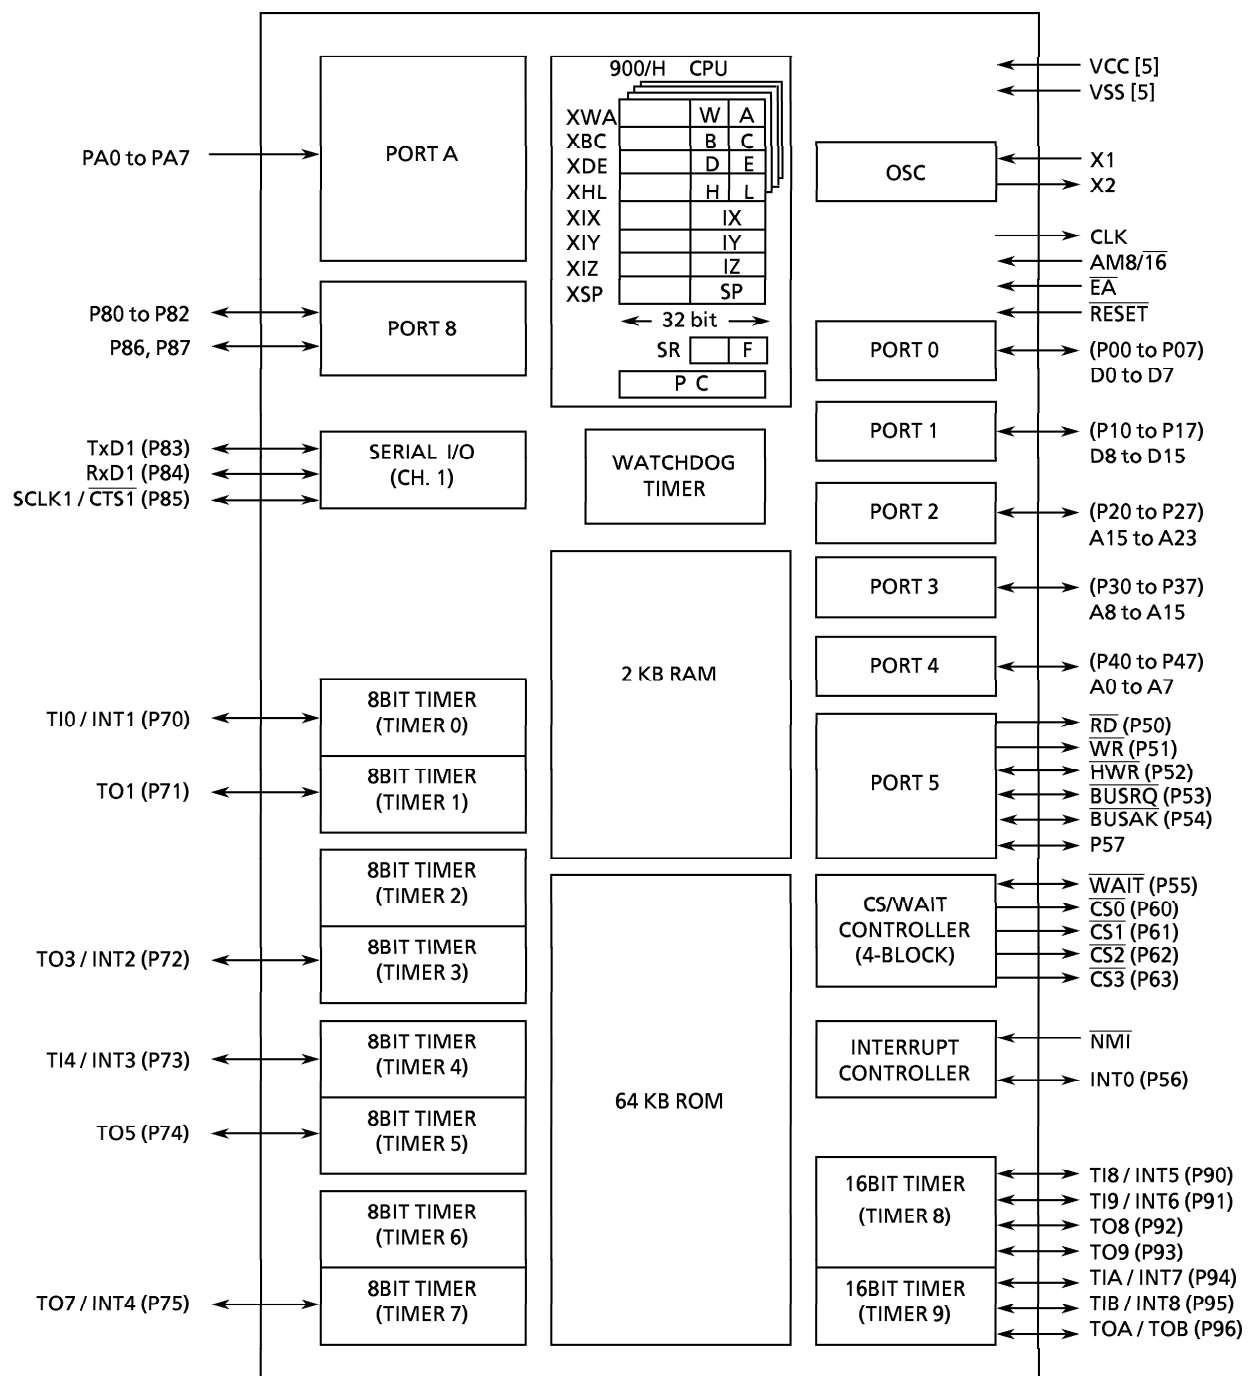 900/H CPU
XWA W A
XBC B C
XDE D E
XHL H L
XIX IX
XIY IY
XIZ IZ
XSP SP
32 bit
SR F
P C
WATCHDOG
TIMER
2 KB RAM
64 KB ROM
PA0 to PA7
PORT A
P80 to P82
P86, P87
PORT 8
TxD1 (P83)
RxD1 (P84)
SCLK1 / CTS1 (P85)
SERIAL I/O
(CH. 1)
TI0 / INT1 (P70)
8BIT TIMER
(TIMER 0)
TO1 (P71)
8BIT TIMER
(TIMER 1)
8BIT TIMER
(TIMER 2)
TO3 / INT2 (P72)
8BIT TIMER
(TIMER 3)
TI4 / INT3 (P73)
8BIT TIMER
(TIMER 4)
TO5 (P74)
8BIT TIMER
(TIMER 5)
8BIT TIMER
(TIMER 6)
TO7 / INT4 (P75)
8BIT TIMER
(TIMER 7)
VCC [5]
VSS [5]
OSC
X1
X2
CLK
AM8/16
EA
RESET
PORT 0
(P00 to P07)
D0 to D7
PORT 1
(P10 to P17)
D8 to D15
PORT 2
(P20 to P27)
A15 to A23
PORT 3
(P30 to P37)
A8 to A15
PORT 4
(P40 to P47)
A0 to A7
PORT 5
RD (P50)
WR (P51)
HWR (P52)
BUSRQ (P53)
BUSAK (P54)
P57
CS/WAIT
CONTROLLER
(4-BLOCK)
WAIT (P55)
CS0 (P60)
CS1 (P61)
CS2 (P62)
CS3 (P63)
INTERRUPT
CONTROLLER
NMI
INT0 (P56)
16BIT TIMER
(TIMER 8)
TI8 / INT5 (P90)
TI9 / INT6 (P91)
TO8 (P92)
TO9 (P93)
16BIT TIMER
(TIMER 9)
TIA / INT7 (P94)
TIB / INT8 (P95)
TOA / TOB (P96)